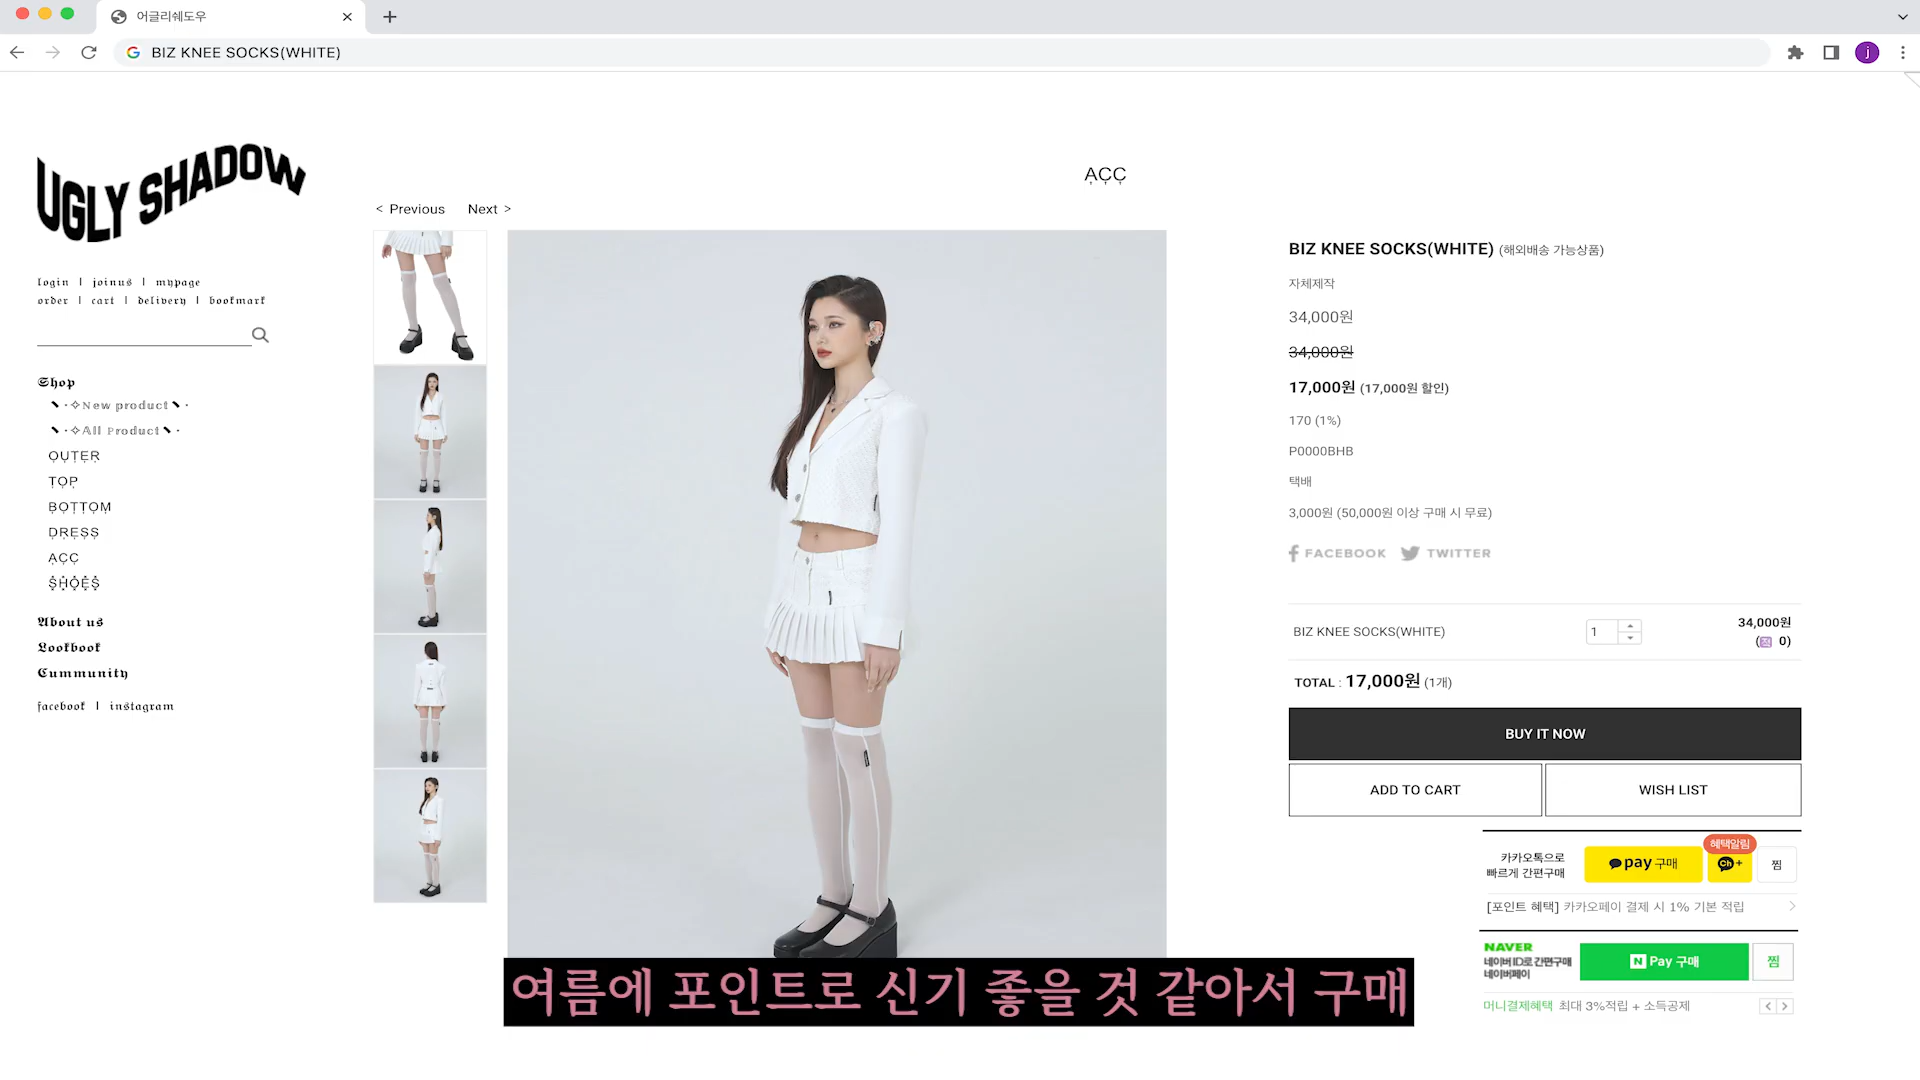 어글리쉐도우
BIZ KNEE SOCKS(WHITE)
UGLY SHADOW
login | joinus | mypage
order | cart | delivery | bookmark
Shop
New product
All Product
OUTER
TOP
BOTTOM
DRESS
ACC
SHOES
About us
Lookbook
Cummunity
facebook | instagram
ACC
< Previous Next >
BIZ KNEE SOCKS(WHITE) (해외배송 가능상품)
자체제작
34,000원
34,000원
17,000원 (17,000원 할인)
170 (1%)
P0000BHB
택배
3,000원 (50,000원 이상 구매 시 무료)
FACEBOOK TWITTER
BIZ KNEE SOCKS(WHITE) 1 34,000원
(적 0)
TOTAL : 17,000원 (1개)
BUY IT NOW
ADD TO CART WISH LIST
혜택알림
카카오톡으로
빠르게 간편구매
pay 구매 Ch+ 찜
[포인트 혜택] 카카오페이 결제 시 1% 기본 적립
NAVER
네이버 ID로 간편구매
네이버페이
N Pay 구매 찜
머니결제혜택 최대 3%적립 + 소득공제
여름에 포인트로 신기 좋을 것 같아서 구매
j